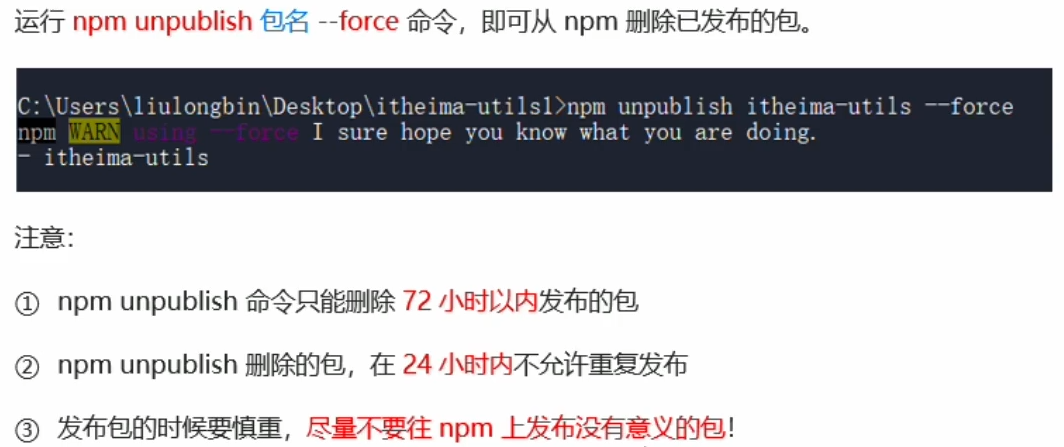 运行 npm unpublish 包名 --force 命令，即可从 npm 删除已发布的包。
C:\Users\liulongbin\Desktop\itheima-utils1>npm unpublish itheima-utils --force
npm WARN using --force I sure hope you know what you are doing.
- itheima-utils
注意：
① npm unpublish 命令只能删除 72 小时以内发布的包
② npm unpublish 删除的包，在 24 小时内不允许重复发布
③ 发布包的时候要慎重，尽量不要往 npm 上发布没有意义的包！